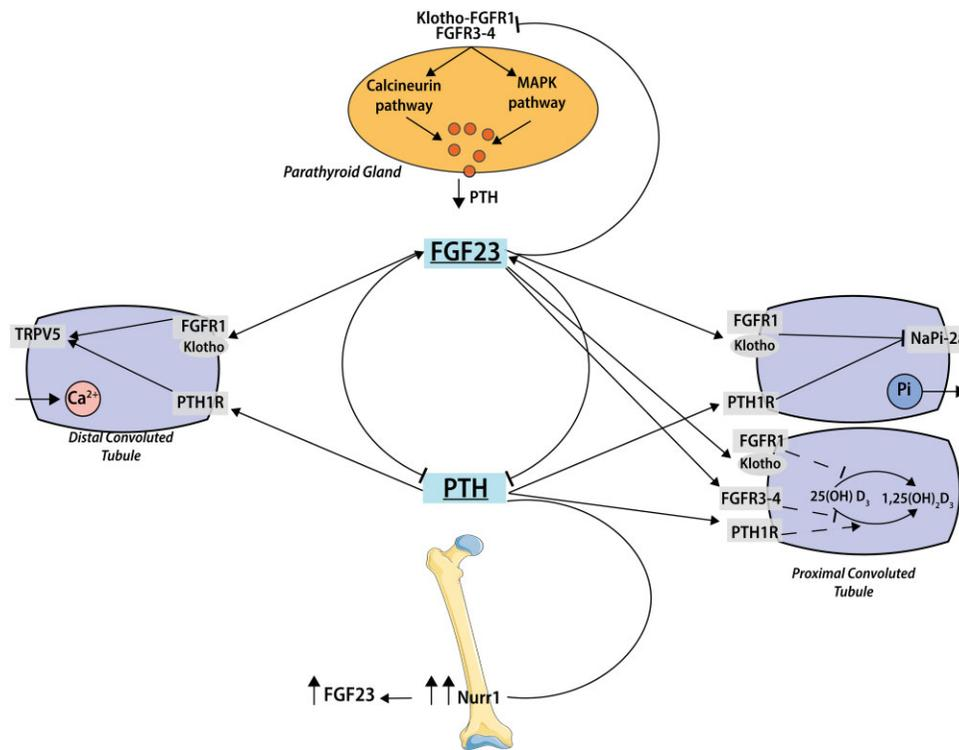 Klotho-FGFR1
FGFR3-4
Calcineurin
pathway
MAPK
pathway
Parathyroid Gland
PTH
FGF23
TRPV5
FGFR1
Klotho
Ca2+
PTH1R
Distal Convoluted
Tubule
FGFR1
Klotho
NaPi-2a
PTH1R
Pi
FGFR1
Klotho
FGFR3-4
25(OH) D3
1,25(OH)2D3
PTH1R
Proximal Convoluted
Tubule
PTH
FGF23
Nurr1